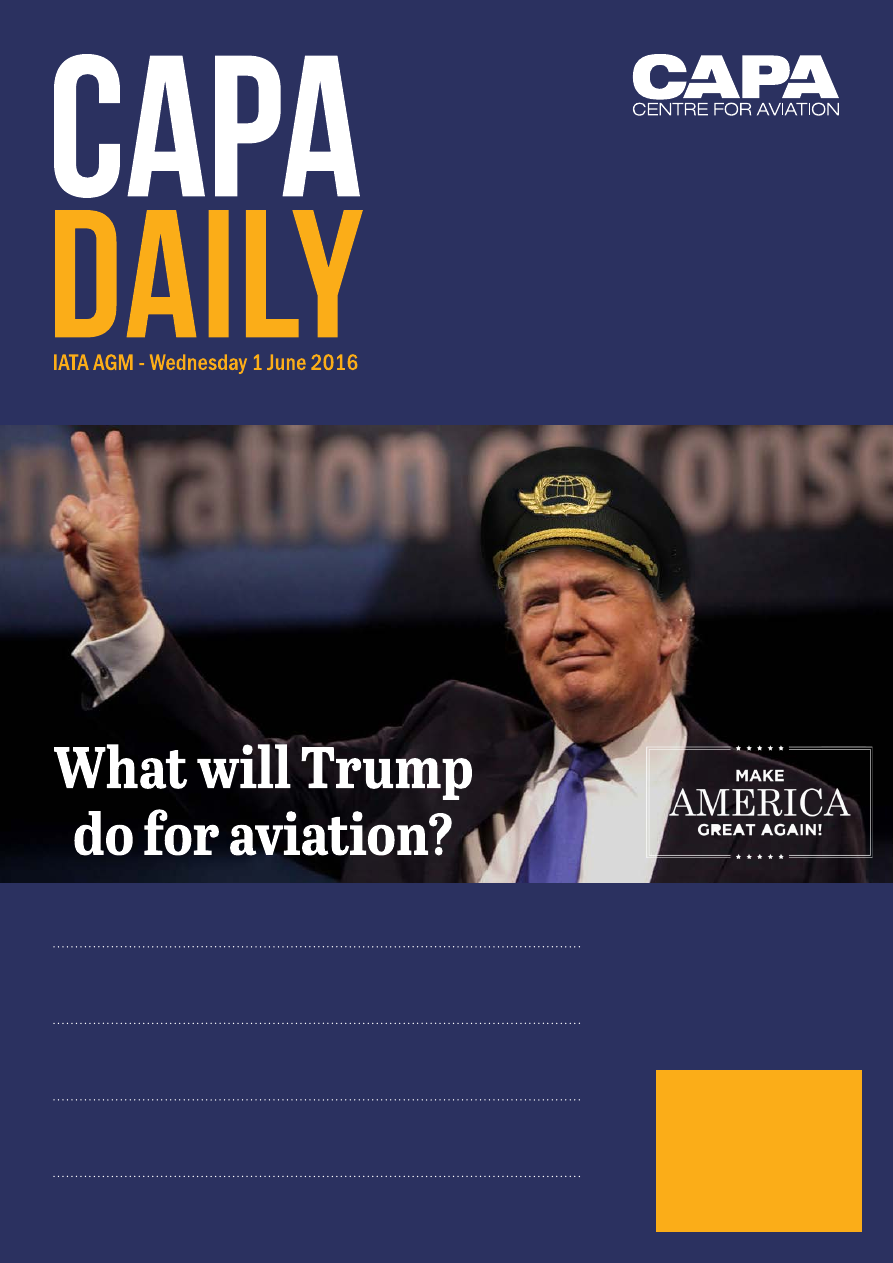 CAPA
DAILY
IATA AGM - Wednesday 1 June 2016
CAPA
CENTRE FOR AVIATION
What will Trump
do for aviation?
MAKE
AMERICA
GREAT AGAIN!